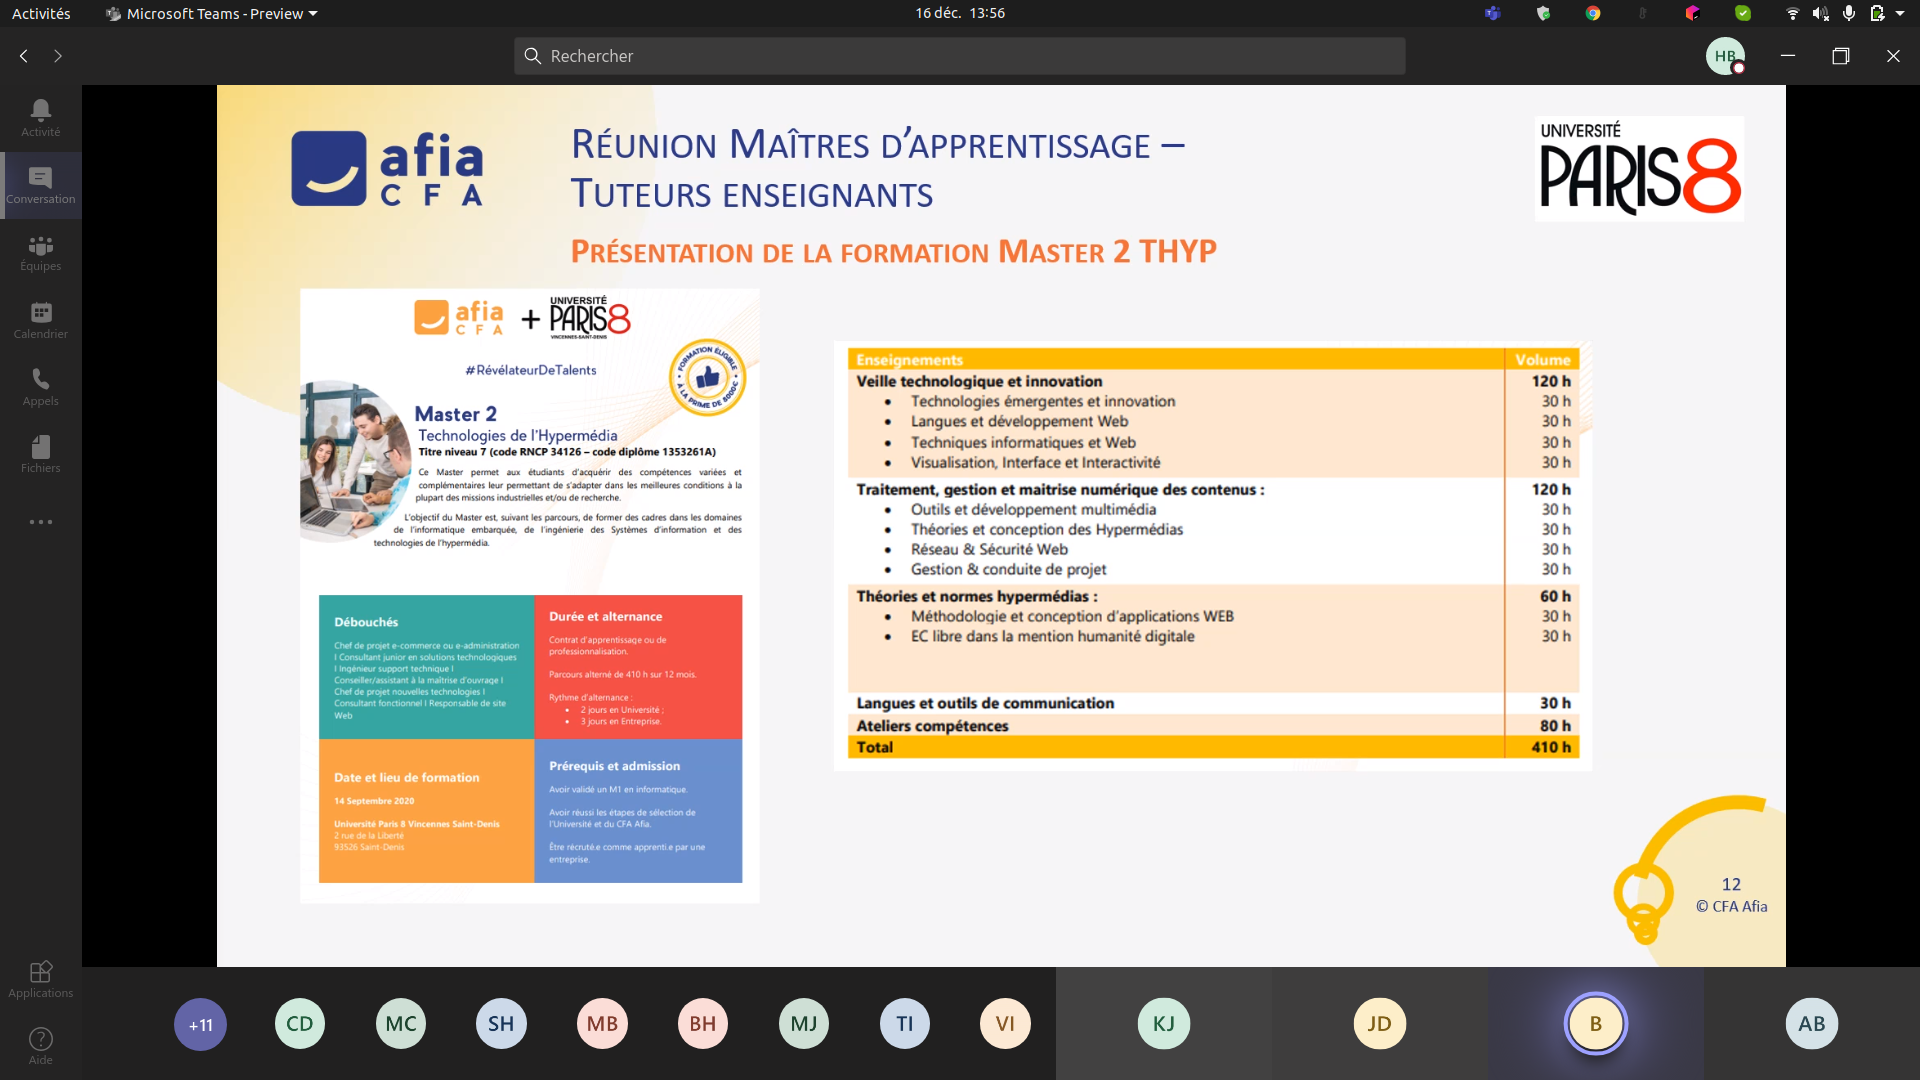 Activités
Microsoft Teams - Preview
16 déc. 13:56
Rechercher
HB
Activité
Conversation
Équipes
Calendrier
Appels
Fichiers
Applications
Aide
afia
CFA
RÉUNION MAÎTRES D'APPRENTISSAGE –
TUTEURS ENSEIGNANTS
PRÉSENTATION DE LA FORMATION MASTER 2 THYP
UNIVERSITÉ
PARIS8
afia
CFA
+
UNIVERSITÉ
PARIS8
VINCENNES-SAINT-DENIS
#RévélateurDeTalents
FORMATION ÉLIGIBLE
À LA PRIME DE 8000€
Master 2
Technologies de l'Hypermédia
Titre niveau 7 (code RNCP 34126 – code diplôme 1353261A)
Ce Master permet aux étudiants d'acquérir des compétences variées et
complémentaires leur permettant de s'adapter dans les meilleures conditions à la
plupart des missions industrielles et/ou de recherche.
L'objectif du Master est, suivant les parcours, de former des cadres dans les domaines
de l'informatique embarquée, de l'ingénierie des Systèmes d'information et des
technologies de l'hypermédia.
Débouchés
Chef de projet e-commerce ou e-administration
I Consultant junior en solutions technologiques
I Ingénieur support technique I
Conseiller/assistant à la maîtrise d'ouvrage I
Chef de projet nouvelles technologies I
Consultant fonctionnel I Responsable de site
Web
Durée et alternance
Contrat d'apprentissage ou de
professionnalisation.
Parcours alterné de 410 h sur 12 mois.
Rythme d'alternance :
• 2 jours en Université ;
• 3 jours en Entreprise.
Date et lieu de formation
14 Septembre 2020
Université Paris 8 Vincennes Saint-Denis
2 rue de la Liberté
93526 Saint-Denis
Prérequis et admission
Avoir validé un M1 en informatique.
Avoir réussi les étapes de sélection de
l'Université et du CFA Afia.
Être récruté.e comme apprenti.e par une
entreprise.
Enseignements Volume
Veille technologique et innovation 120 h
• Technologies émergentes et innovation 30 h
• Langues et développement Web 30 h
• Techniques informatiques et Web 30 h
• Visualisation, Interface et Interactivité 30 h
Traitement, gestion et maitrise numérique des contenus : 120 h
• Outils et développement multimédia 30 h
• Théories et conception des Hypermédias 30 h
• Réseau & Sécurité Web 30 h
• Gestion & conduite de projet 30 h
Théories et normes hypermédias : 60 h
• Méthodologie et conception d'applications WEB 30 h
• EC libre dans la mention humanité digitale 30 h
Langues et outils de communication 30 h
Ateliers compétences 80 h
Total 410 h
12
© CFA Afia
+11 CD MC SH MB BH MJ TI VI KJ JD B AB